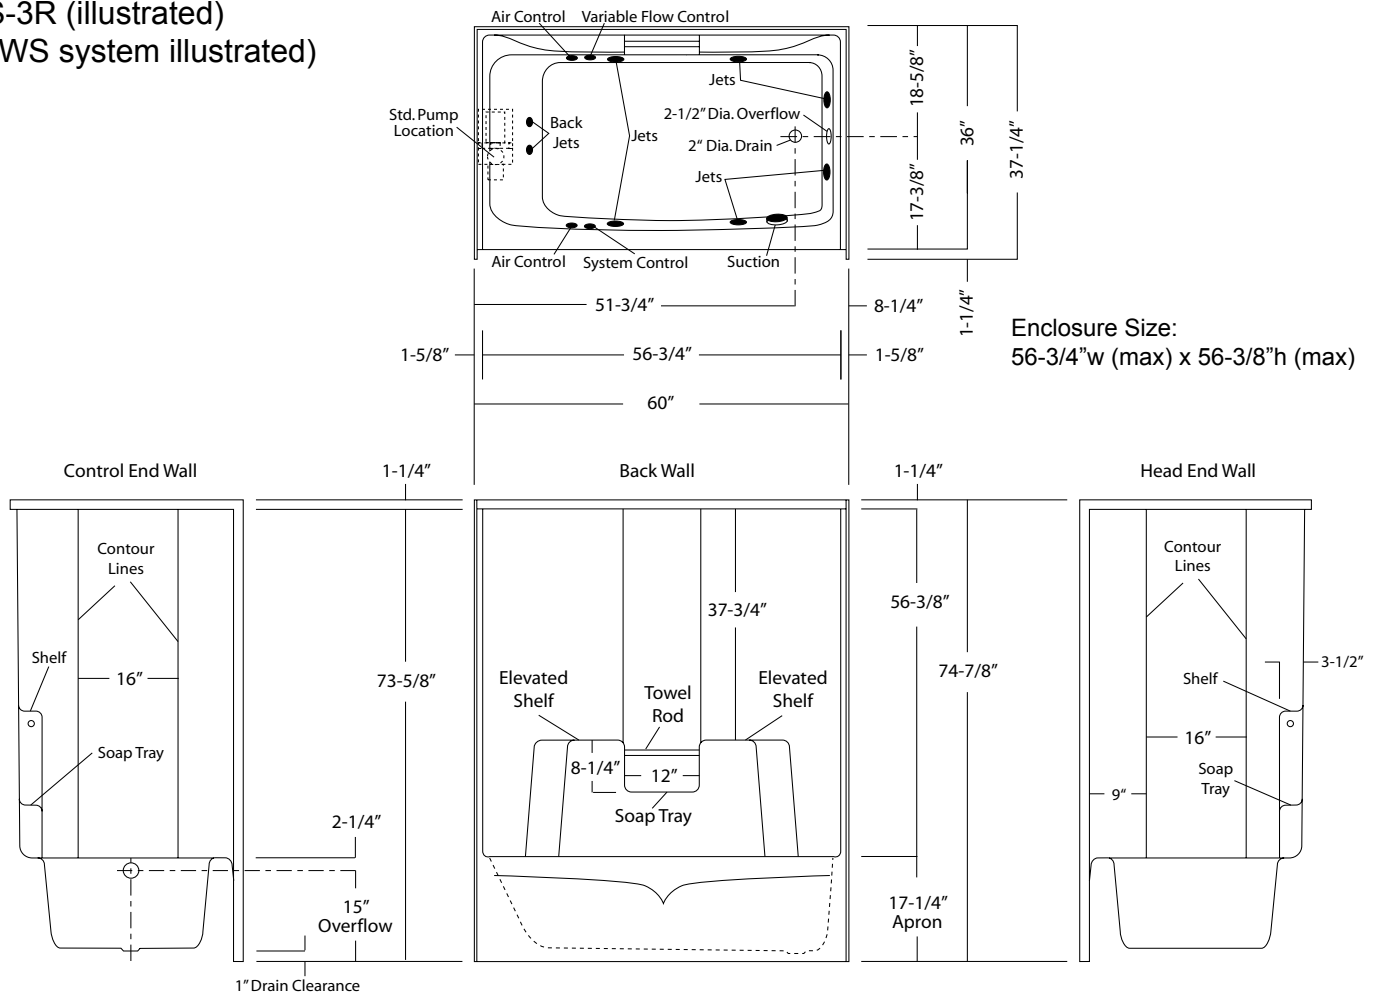 S-3R (illustrated)
WS system illustrated)
Air Control
Variable Flow Control
Jets
Std. Pump
Location
Back
Jets
Jets
2-1/2” Dia. Overflow
2“ Dia. Drain
Jets
Air Control
System Control
Suction
18-5/8”
17-3/8”
36”
37-1/4”
1-1/4”
51-3/4”
8-1/4”
1-5/8”
56-3/4”
1-5/8”
60”
Enclosure Size:
56-3/4”w (max) x 56-3/8”h (max)
Control End Wall
1-1/4”
Back Wall
1-1/4”
Head End Wall
Contour
Lines
Shelf
16”
Soap Tray
73-5/8”
2-1/4”
15”
Overflow
1” Drain Clearance
37-3/4”
Elevated
Shelf
Towel
Rod
Elevated
Shelf
8-1/4”
12”
Soap Tray
56-3/8”
74-7/8”
17-1/4”
Apron
Contour
Lines
3-1/2”
Shelf
16”
Soap
Tray
9“